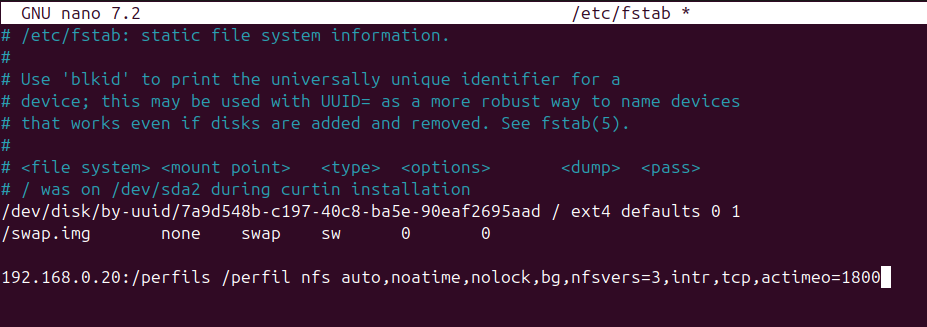 GNU nano 7.2 /etc/fstab *
# /etc/fstab: static file system information.
#
# Use 'blkid' to print the universally unique identifier for a
# device; this may be used with UUID= as a more robust way to name devices
# that works even if disks are added and removed. See fstab(5).
#
# <file system> <mount point> <type> <options> <dump> <pass>
# / was on /dev/sda2 during curtin installation
/dev/disk/by-uuid/7a9d548b-c197-40c8-ba5e-90eaf2695aad / ext4 defaults 0 1
/swap.img none swap sw 0 0
192.168.0.20:/perfils /perfil nfs auto,noatime,nolock,bg,nfsvers=3,intr,tcp,actimeo=1800